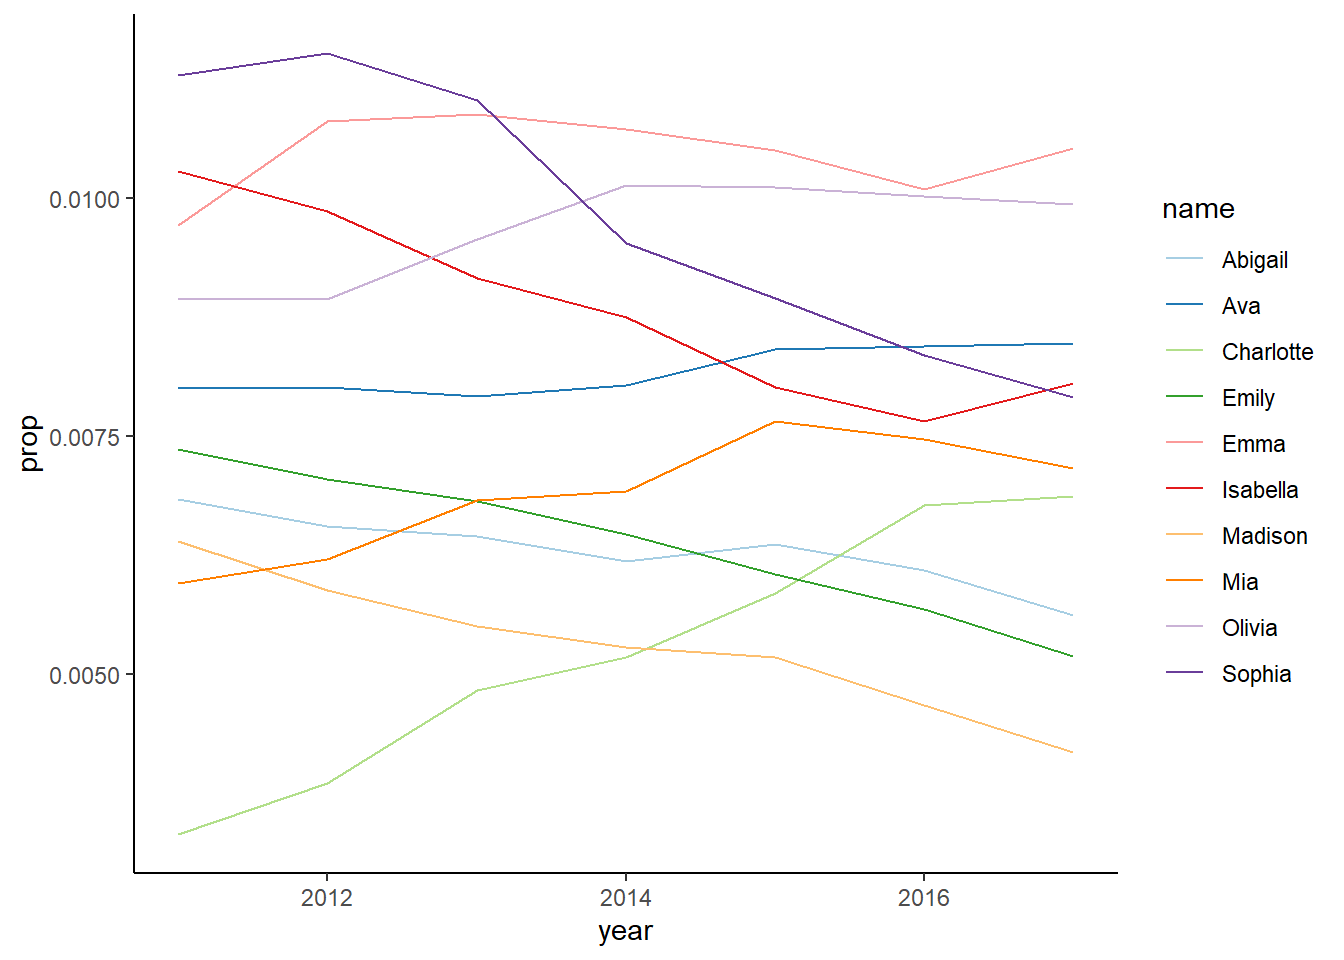 0.0100
0.0075
0.0050
prop
2012
2014
2016
year
name
Abigail
Ava
Charlotte
Emily
Emma
Isabella
Madison
Mia
Olivia
Sophia